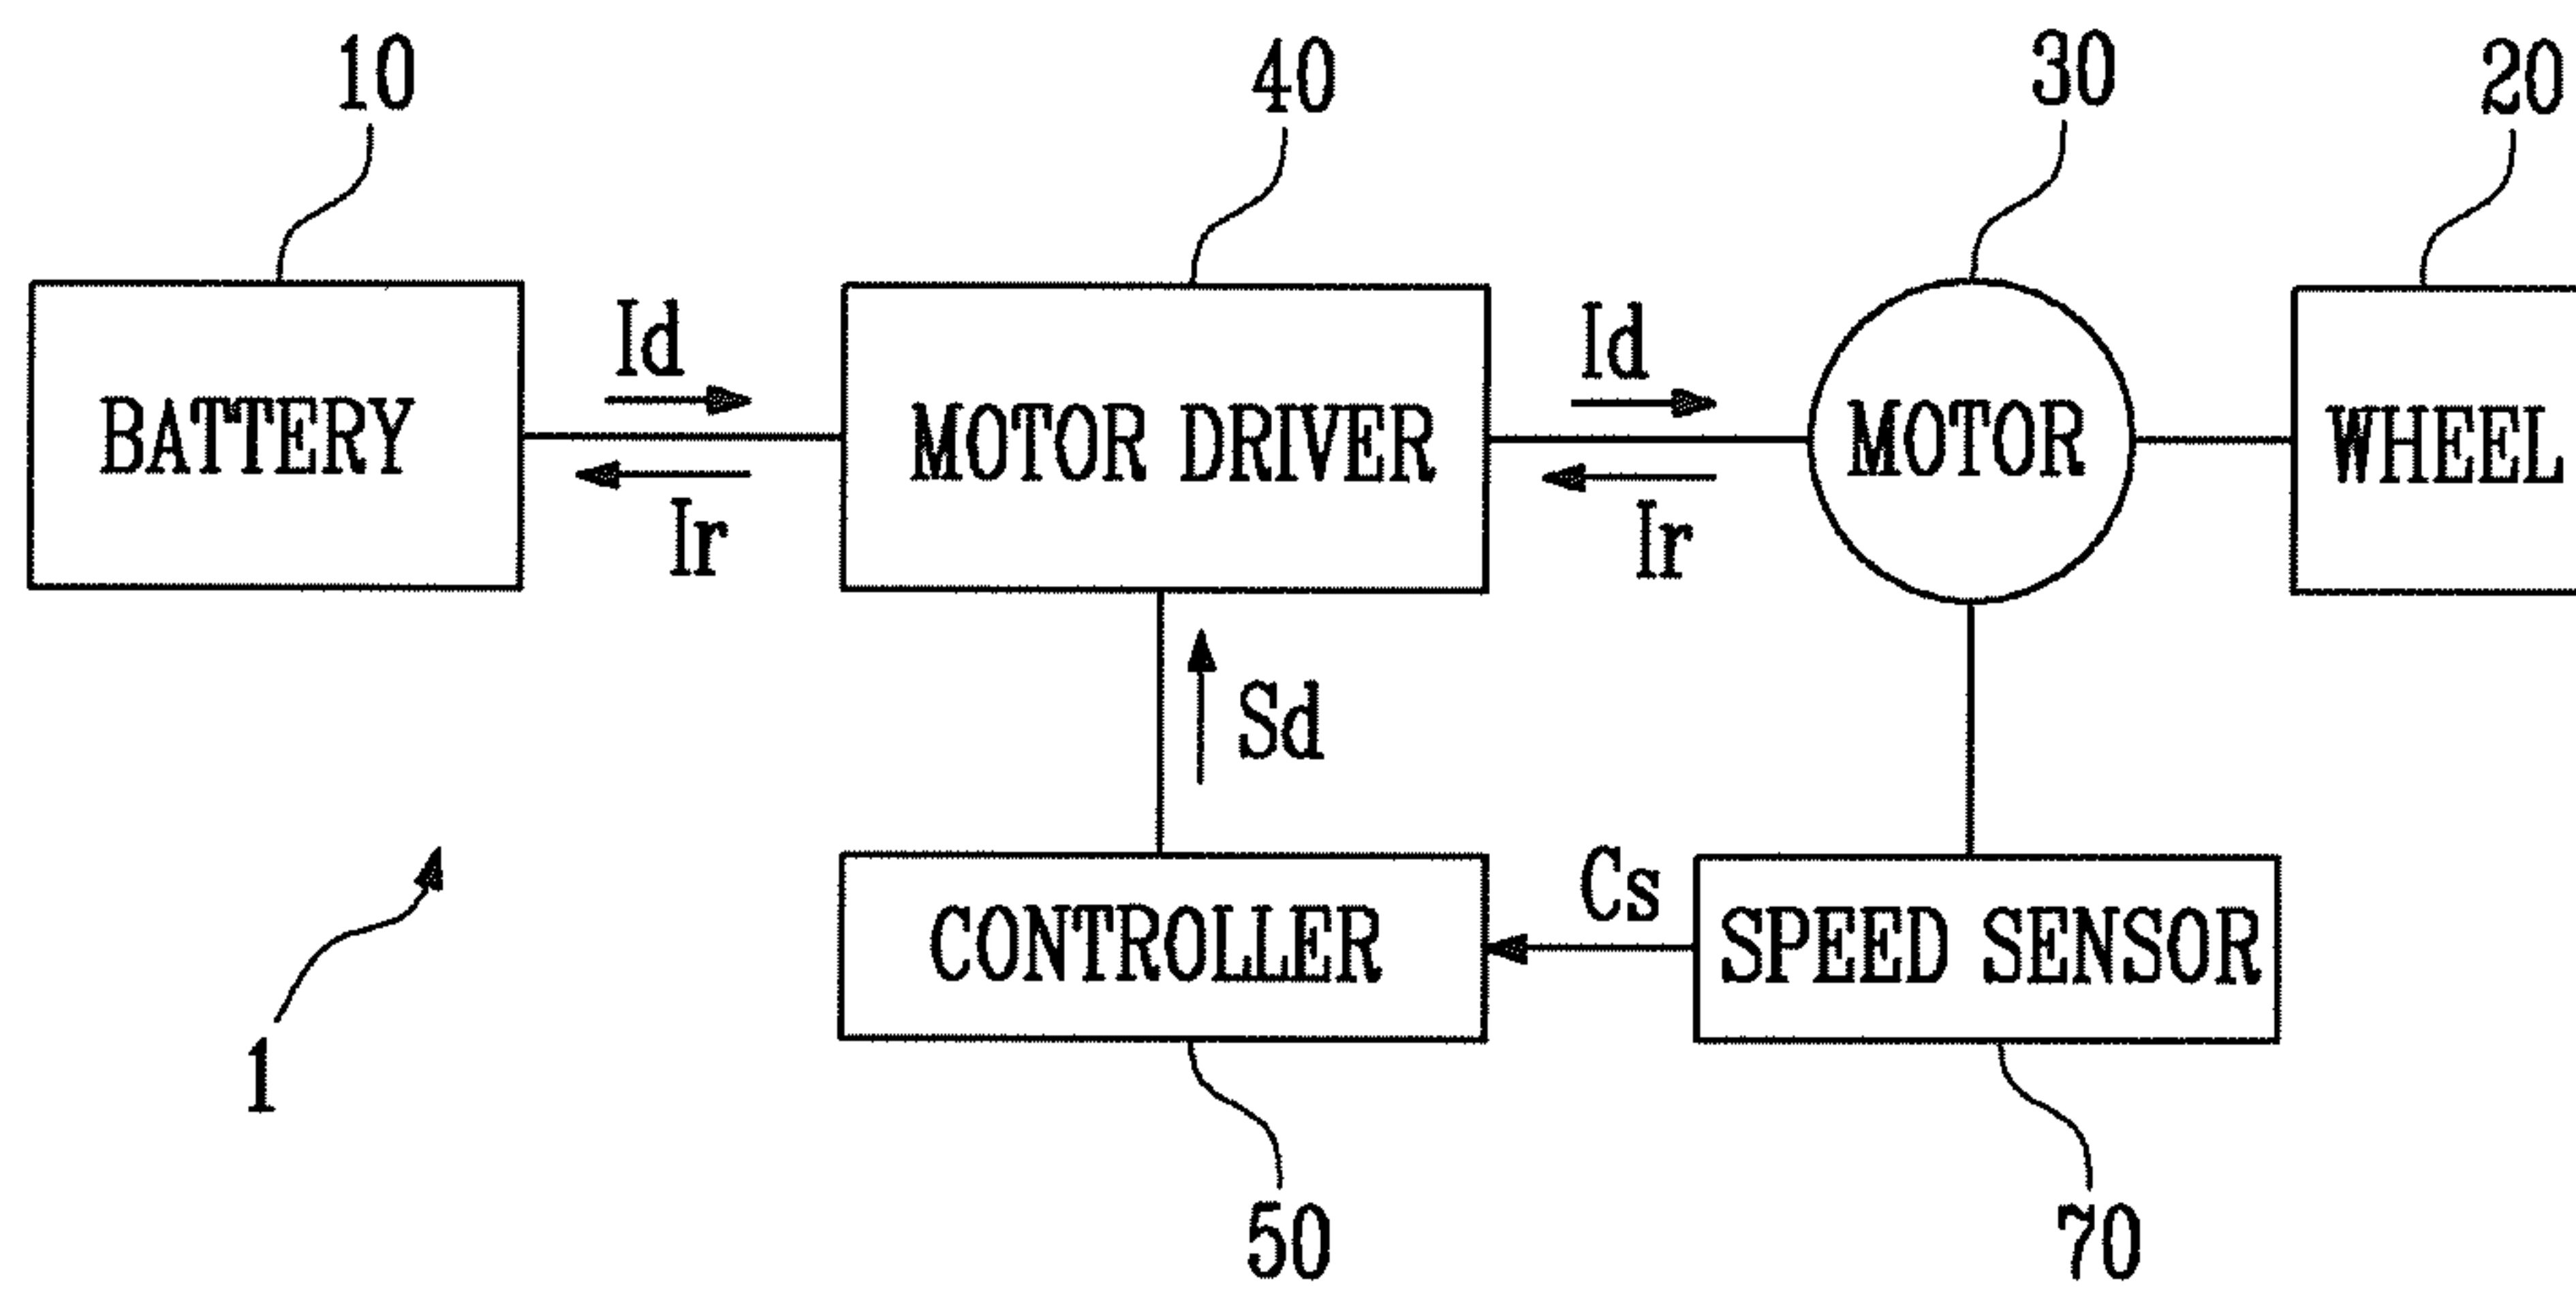 10
40
30
20
Id
Id
BATTERY
MOTOR DRIVER
MOTOR
WHEEL
Ir
Ir
Sd
Cs
CONTROLLER
SPEED SENSOR
1
50
70